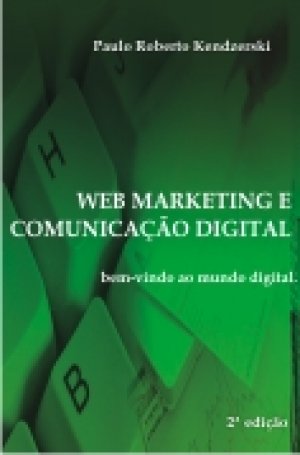 Paulo Roberto Kendzerski
H
WEB MARKETING E
COMUNICAÇÃO DIGITAL
bem-vindo ao mundo digital.
B
2ª edição